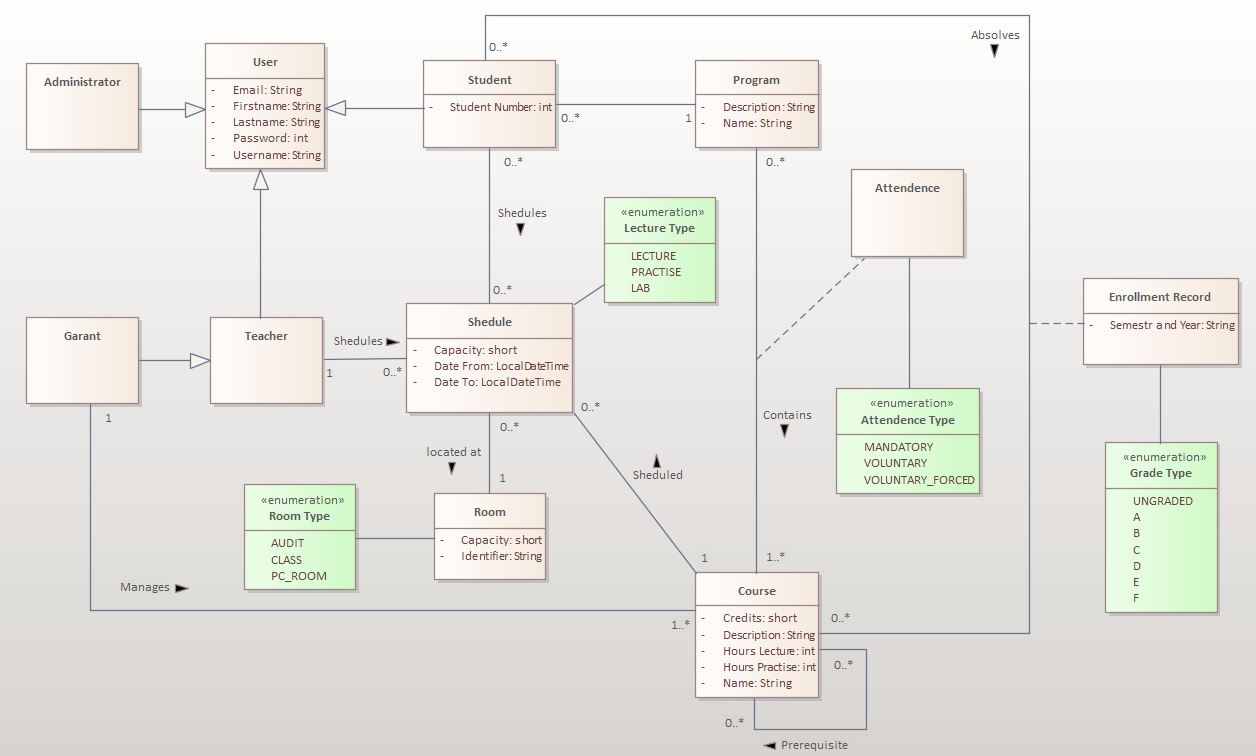 Absolves
0..*
Administrator
User
- Email: String
- Firstname: String
- Lastname: String
- Password: int
- Username: String
Student
- Student Number: int
0..*
1
Program
- Description: String
- Name: String
0..*
0..*
Attendence
Shedules
«enumeration»
Lecture Type
LECTURE
PRACTISE
LAB
0..*
Enrollment Record
- Semestr and Year: String
Garant
Teacher
Shedules
1
0..*
Shedule
- Capacity: short
- Date From: LocalDateTime
- Date To: LocalDateTime
0..*
0..*
1
Contains
«enumeration»
Attendence Type
MANDATORY
VOLUNTARY
VOLUNTARY_FORCED
located at
1
Sheduled
«enumeration»
Grade Type
UNGRADED
A
B
C
D
E
F
«enumeration»
Room Type
AUDIT
CLASS
PC_ROOM
Room
- Capacity: short
- Identifier: String
1
1..*
Manages
1..*
Course
- Credits: short
- Description: String
- Hours Lecture: int
- Hours Practise: int
- Name: String
0..*
0..*
0..*
Prerequisite